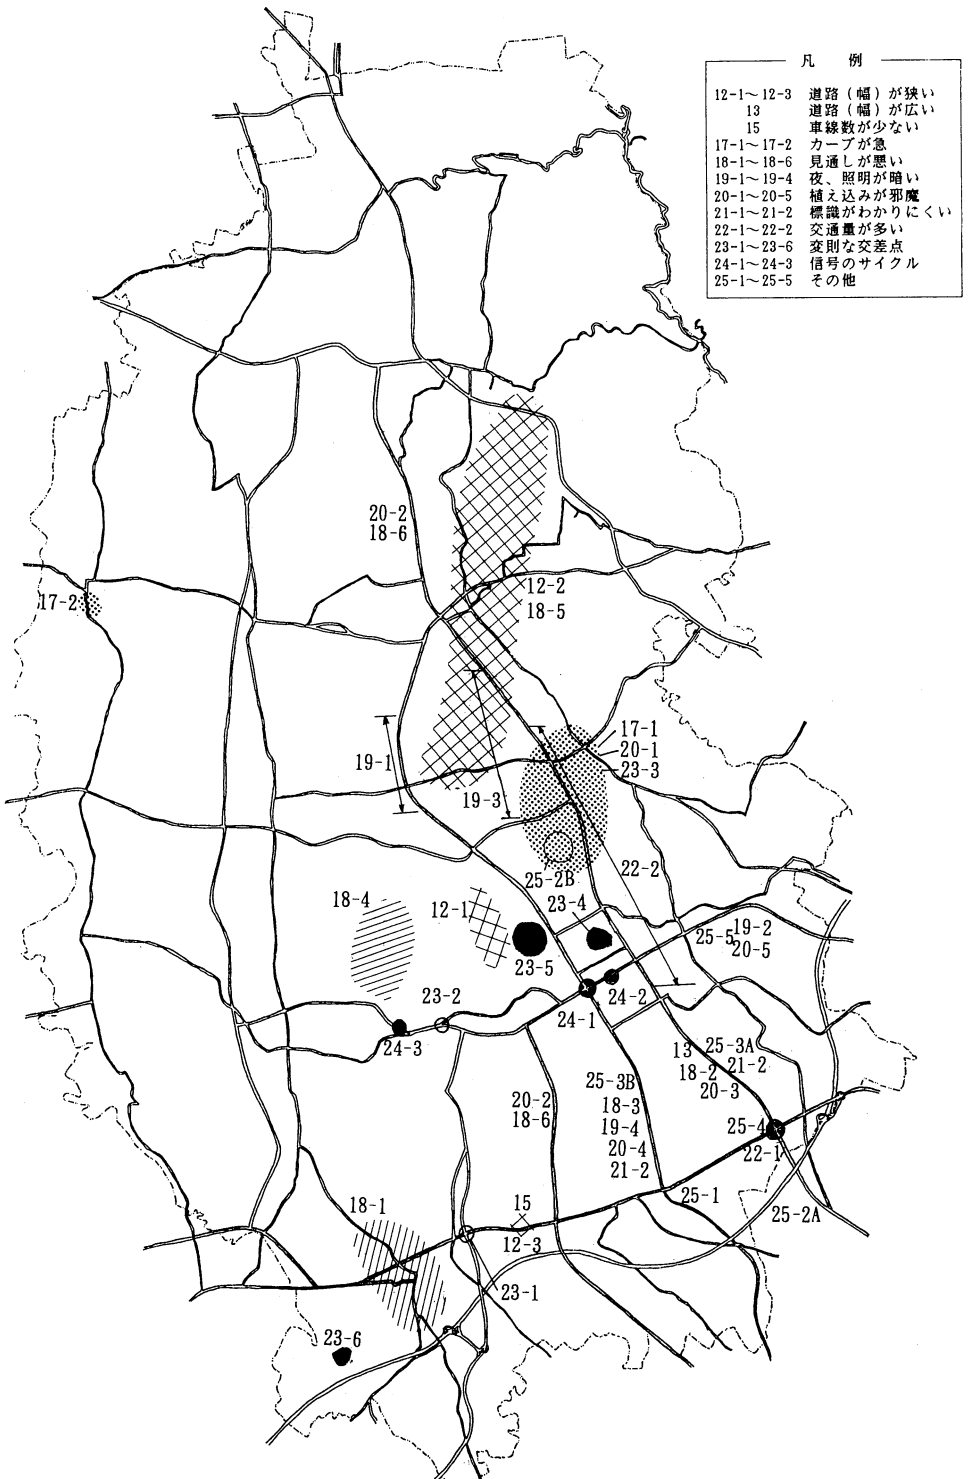 凡 例
12-1～12-3 道路（幅）が狭い
13 道路（幅）が広い
15 車線数が少ない
17-1～17-2 カーブが急
18-1～18-6 見通しが悪い
19-1～19-4 夜、照明が暗い
20-1～20-5 植え込みが邪魔
21-1～21-2 標識がわかりにくい
22-1～22-2 交通量が多い
23-1～23-6 変則な交差点
24-1～24-3 信号のサイクル
25-1～25-5 その他
20-2
18-6
17-2
12-2
18-5
17-1
20-1
23-3
19-1
19-3
22-2
25-2B
18-4
12-1
23-4
23-5
25-5
19-2
20-5
23-2
24-2
24-1
24-3
13
25-3A
18-2
21-2
20-3
25-3B
18-3
19-4
20-4
21-2
20-2
18-6
25-4
22-1
25-1
25-2A
18-1
15
12-3
23-1
23-6